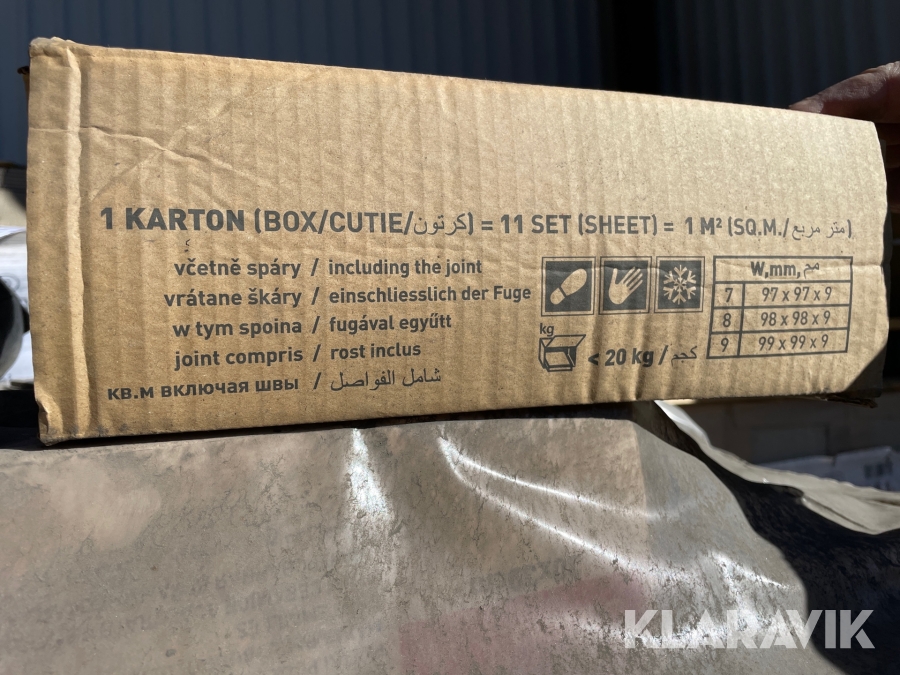 1 KARTON (BOX/CUTIE/كرتون) = 11 SET (SHEET) = 1 M² (SQ.M./متر مربع)
včetně spáry / including the joint
vrátane škáry / einschliesslich der Fuge
w tym spoina / fugával együtt
joint compris / rost inclus
кв.м включая швы / شامل الفواصل
kg
< 20 kg / كجم
W,mm, مم
7 97 x 97 x 9
8 98 x 98 x 9
9 99 x 99 x 9
KLARAVIK